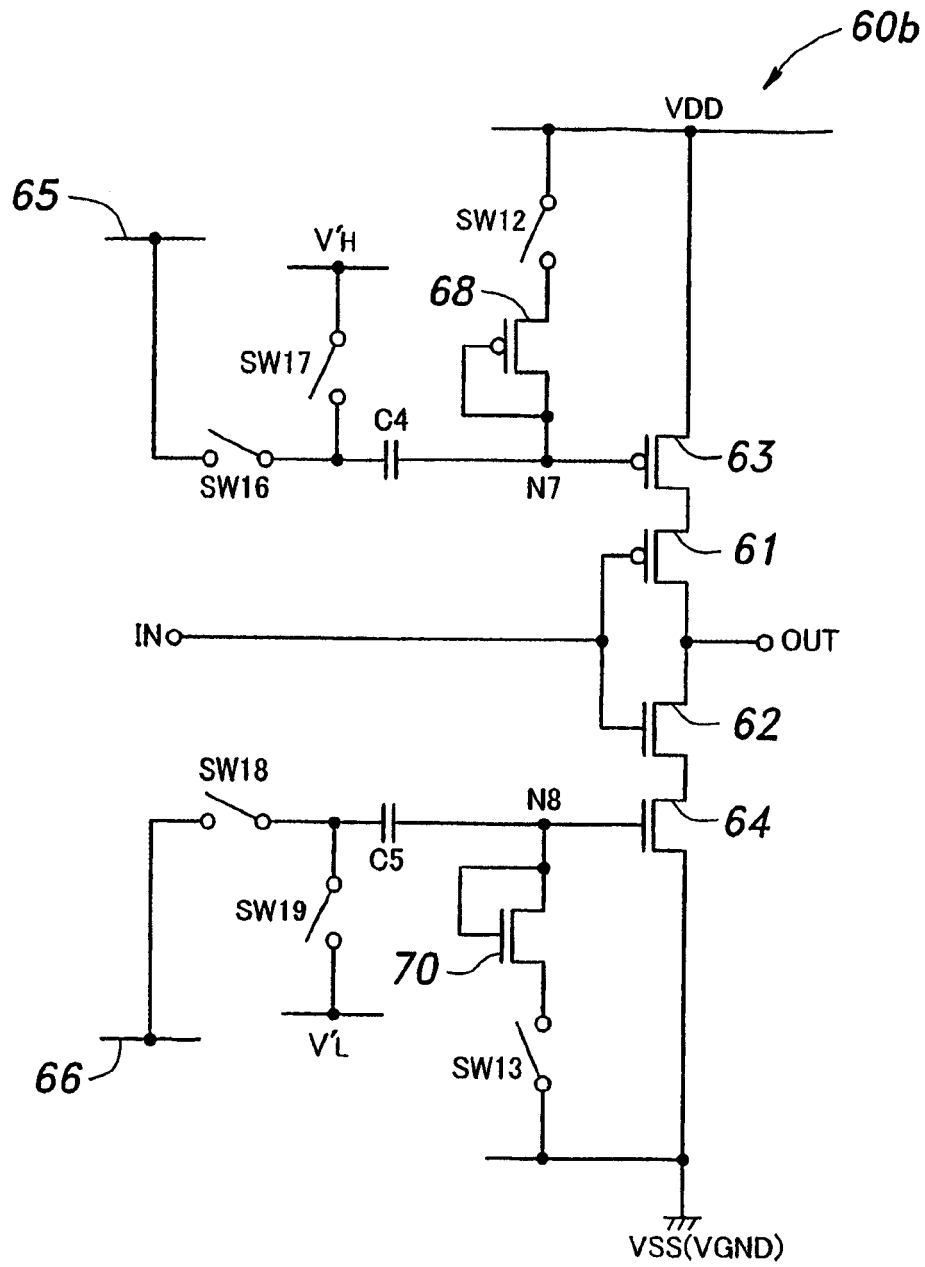 60b
VDD
65
SW12
V'H
68
SW17
C4
63
SW16
N7
61
IN
OUT
62
SW18
N8
64
C5
SW19
70
V'L
SW13
66
VSS(VGND)